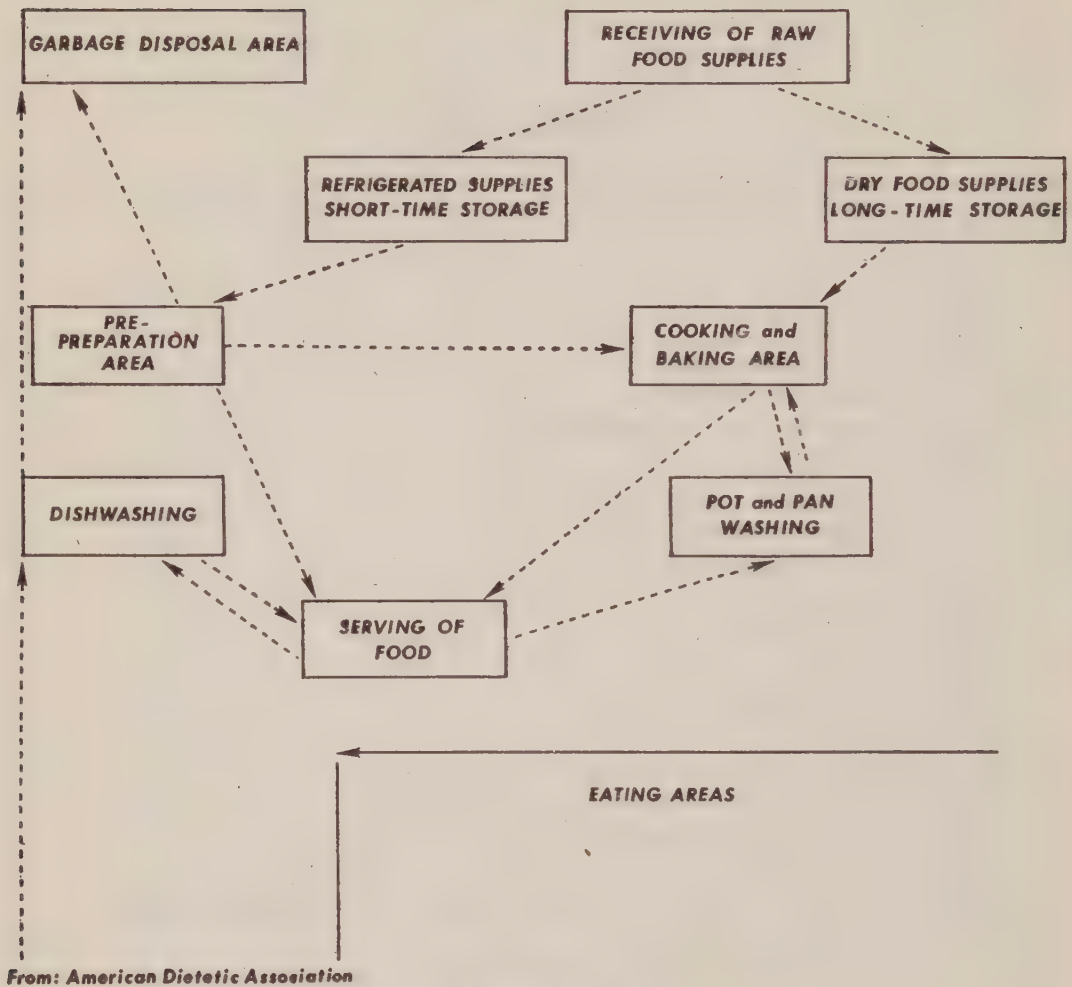 GARBAGE DISPOSAL AREA
RECEIVING OF RAW
FOOD SUPPLIES
REFRIGERATED SUPPLIES
SHORT-TIME STORAGE
DRY FOOD SUPPLIES
LONG-TIME STORAGE
PRE-
PREPARATION
AREA
COOKING and
BAKING AREA
DISHWASHING
POT and PAN
WASHING
SERVING OF
FOOD
EATING AREAS
From: American Dietetic Association